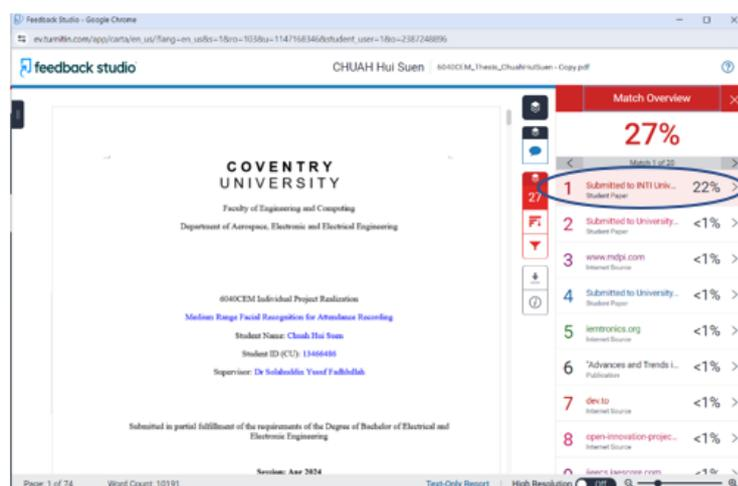 Feedback Studio - Google Chrome
ev.turnitin.com/app/carta/en_us/?lang=en_us&s=1&ro=103&u=1147168346&student_user=1&o=2387248896
feedback studio
CHUAH Hui Suen
6040CEM_Thesis_ChuahHuiSuen - Copy.pdf
COVENTRY
UNIVERSITY
Faculty of Engineering and Computing
Department of Aerospace, Electronic and Electrical Engineering
6040CEM Individual Project Realization
Medium Range Facial Recognition for Attendance Recording
Student Name: Chuah Hui Suen
Student ID (CU): 13466486
Supervisor: Dr Solahuddin Yusuf Fadhlullah
Submitted in partial fulfillment of the requirements of the Degree of Bachelor of Electrical and
Electronic Engineering
Session: Apr 2024
27
Match Overview
27%
Match 1 of 20
1 Submitted to INTI Univ... 22%
Student Paper
2 Submitted to University... <1%
Student Paper
3 www.mdpi.com <1%
Internet Source
4 Submitted to University... <1%
Student Paper
5 iemtronics.org <1%
Internet Source
6 "Advances and Trends i... <1%
Publication
7 dev.to <1%
Internet Source
8 open-innovation-projec... <1%
Internet Source
9 ijeecs.iaescore.com <1%
Page: 1 of 74 Word Count: 10191 Text-Only Report High Resolution Off